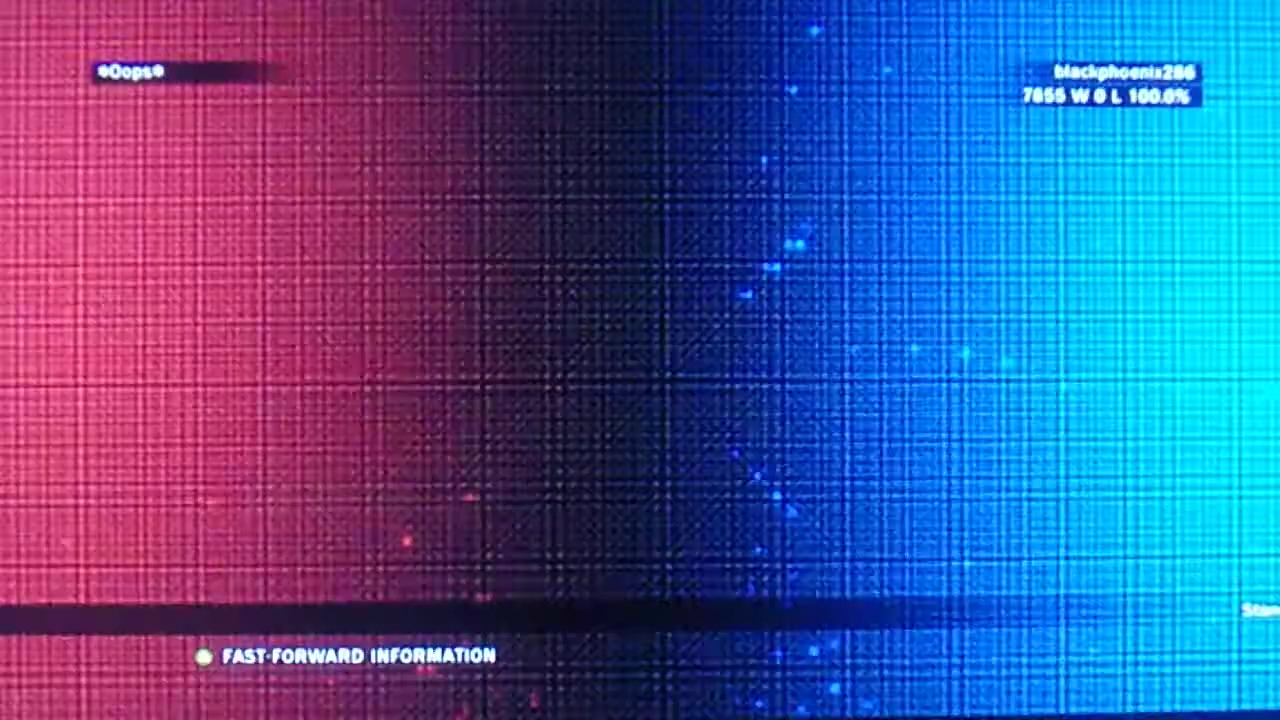 *Oops*
blackphoenix286
7855 W 0 L 100.0%
FAST-FORWARD INFORMATION